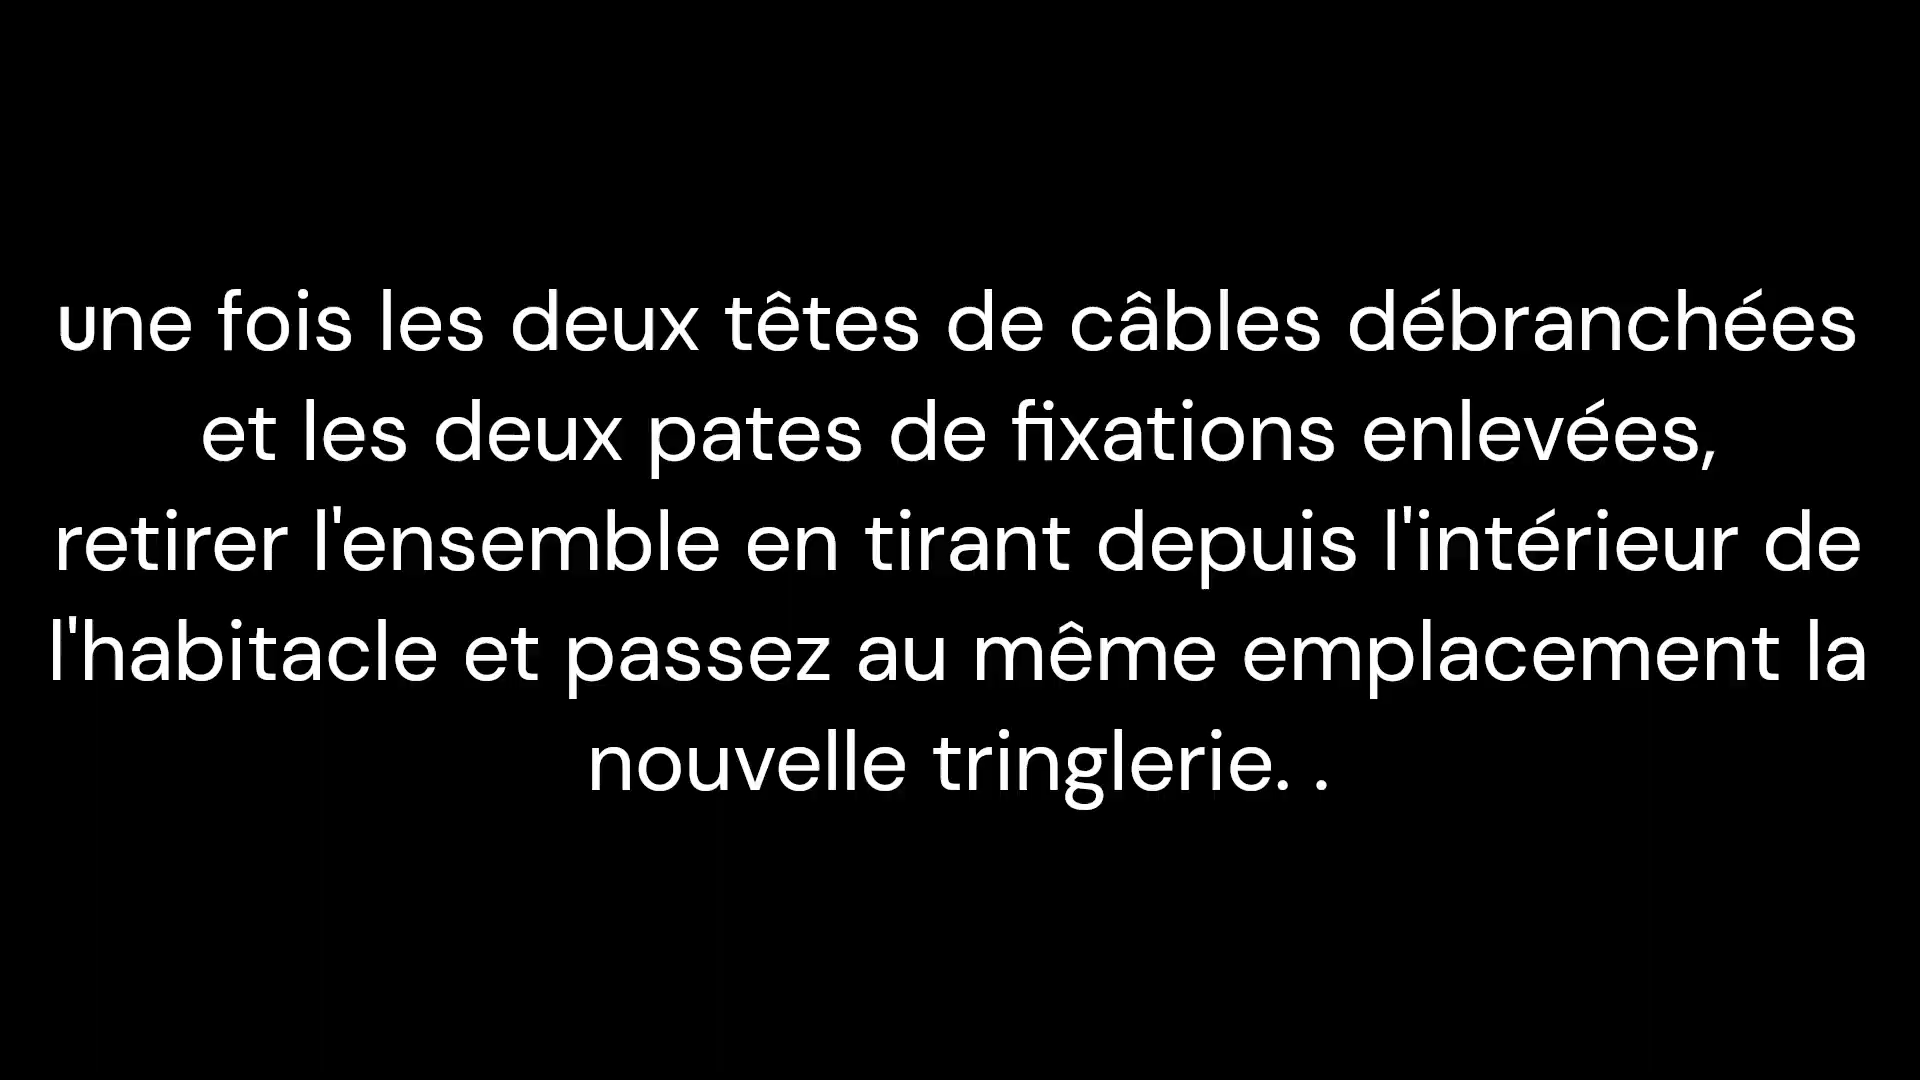 une fois les deux têtes de câbles débranchées
et les deux pates de fixations enlevées,
retirer l'ensemble en tirant depuis l'intérieur de
l'habitacle et passez au même emplacement la
nouvelle tringlerie. .